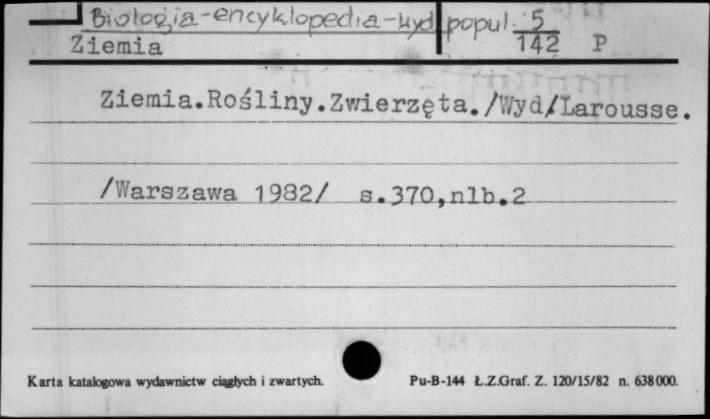 Biologia-encyklopedia-wyd popul. 5
Ziemia 142 P
Ziemia.Rośliny.Zwierzęta./Wyd/Larousse.
/Warszawa 1982/ s.370,nlb.2
Karta katalogowa wydawnictw ciągłych i zwartych. Pu-B-144 Ł.Z.Graf. Z. 120/15/82 n. 638000.